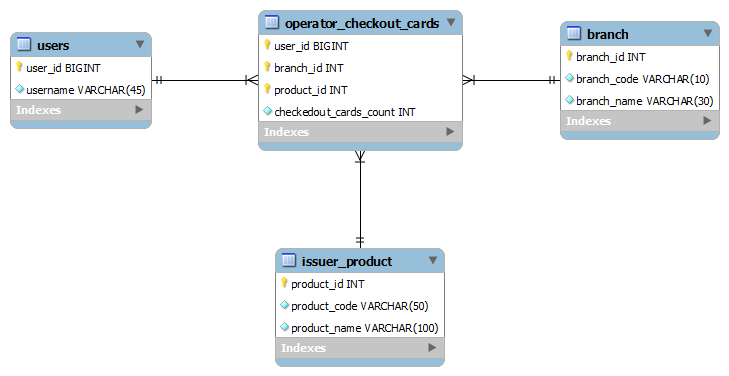 users
user_id BIGINT
username VARCHAR(45)
Indexes
operator_checkout_cards
user_id BIGINT
branch_id INT
product_id INT
checkedout_cards_count INT
Indexes
branch
branch_id INT
branch_code VARCHAR(10)
branch_name VARCHAR(30)
Indexes
issuer_product
product_id INT
product_code VARCHAR(50)
product_name VARCHAR(100)
Indexes